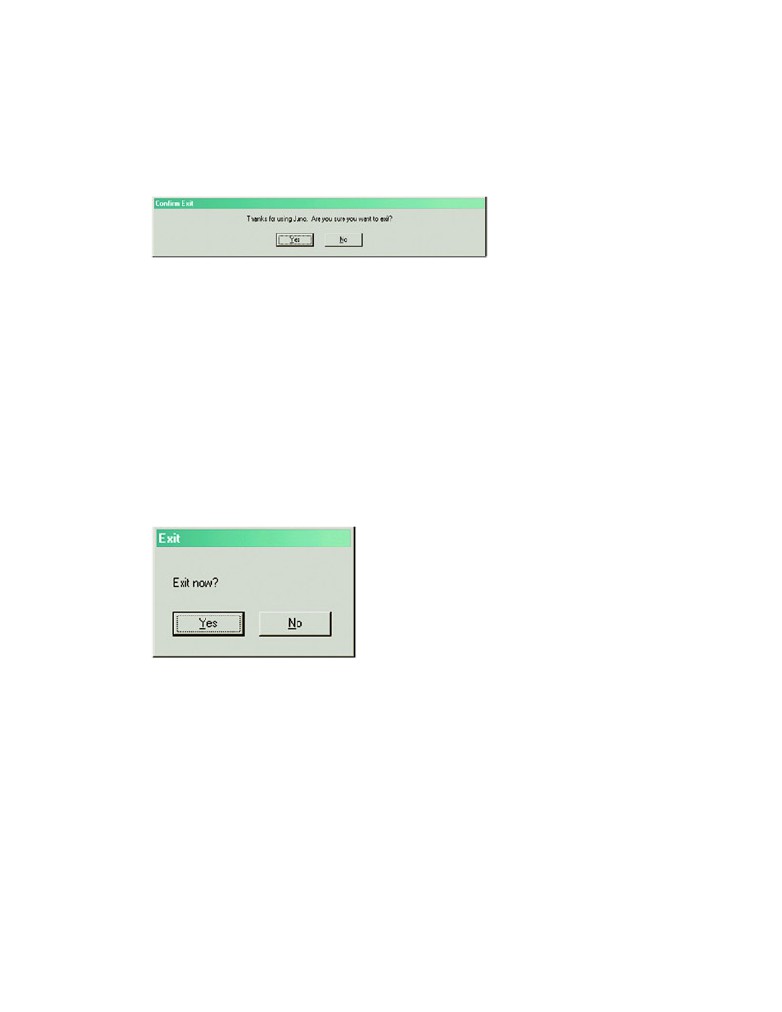 Confirm Exit
Thanks for using Juno. Are you sure you want to exit?
Yes No
Exit
Exit now?
Yes No